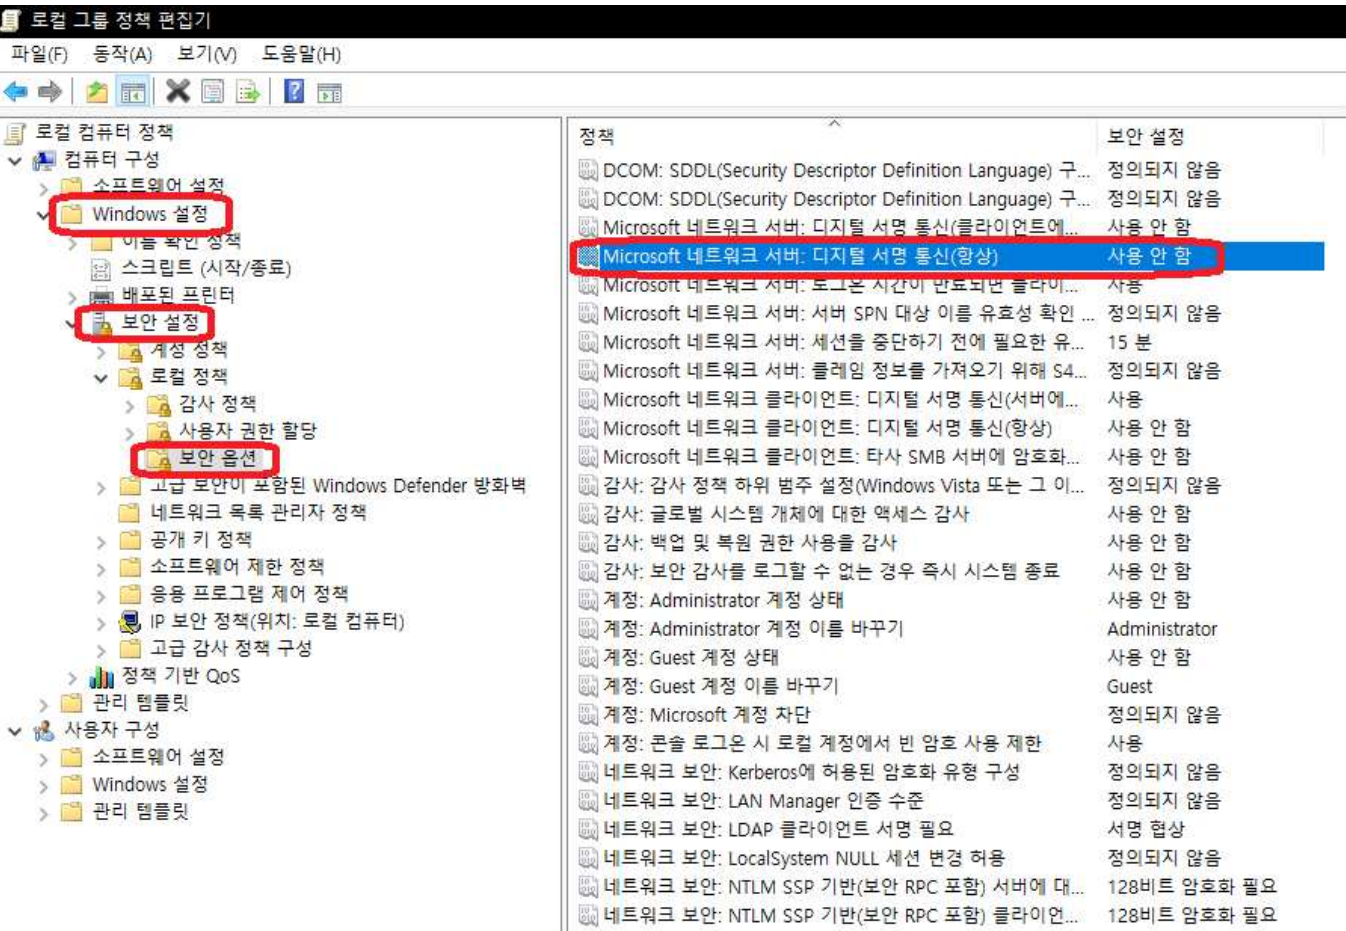 로컬 그룹 정책 편집기
파일(F) 동작(A) 보기(V) 도움말(H)
로컬 컴퓨터 정책
컴퓨터 구성
소프트웨어 설정
Windows 설정
이름 확인 정책
스크립트 (시작/종료)
배포된 프린터
보안 설정
계정 정책
로컬 정책
감사 정책
사용자 권한 할당
보안 옵션
고급 보안이 포함된 Windows Defender 방화벽
네트워크 목록 관리자 정책
공개 키 정책
소프트웨어 제한 정책
응용 프로그램 제어 정책
IP 보안 정책(위치: 로컬 컴퓨터)
고급 감사 정책 구성
정책 기반 QoS
관리 템플릿
사용자 구성
소프트웨어 설정
Windows 설정
관리 템플릿
정책 보안 설정
DCOM: SDDL(Security Descriptor Definition Language) 구... 정의되지 않음
DCOM: SDDL(Security Descriptor Definition Language) 구... 정의되지 않음
Microsoft 네트워크 서버: 디지털 서명 통신(클라이언트에... 사용 안 함
Microsoft 네트워크 서버: 디지털 서명 통신(항상) 사용 안 함
Microsoft 네트워크 서버: 로그온 시간이 만료되면 클라이... 사용
Microsoft 네트워크 서버: 서버 SPN 대상 이름 유효성 확인 ... 정의되지 않음
Microsoft 네트워크 서버: 세션을 중단하기 전에 필요한 유... 15 분
Microsoft 네트워크 서버: 클레임 정보를 가져오기 위해 S4... 정의되지 않음
Microsoft 네트워크 클라이언트: 디지털 서명 통신(서버에... 사용
Microsoft 네트워크 클라이언트: 디지털 서명 통신(항상) 사용 안 함
Microsoft 네트워크 클라이언트: 타사 SMB 서버에 암호화... 사용 안 함
감사: 감사 정책 하위 범주 설정(Windows Vista 또는 그 이... 정의되지 않음
감사: 글로벌 시스템 개체에 대한 액세스 감사 사용 안 함
감사: 백업 및 복원 권한 사용을 감사 사용 안 함
감사: 보안 감사를 로그할 수 없는 경우 즉시 시스템 종료 사용 안 함
계정: Administrator 계정 상태 사용 안 함
계정: Administrator 계정 이름 바꾸기 Administrator
계정: Guest 계정 상태 사용 안 함
계정: Guest 계정 이름 바꾸기 Guest
계정: Microsoft 계정 차단 정의되지 않음
계정: 콘솔 로그온 시 로컬 계정에서 빈 암호 사용 제한 사용
네트워크 보안: Kerberos에 허용된 암호화 유형 구성 정의되지 않음
네트워크 보안: LAN Manager 인증 수준 정의되지 않음
네트워크 보안: LDAP 클라이언트 서명 필요 서명 협상
네트워크 보안: LocalSystem NULL 세션 변경 허용 정의되지 않음
네트워크 보안: NTLM SSP 기반(보안 RPC 포함) 서버에 대... 128비트 암호화 필요
네트워크 보안: NTLM SSP 기반(보안 RPC 포함) 클라이언... 128비트 암호화 필요